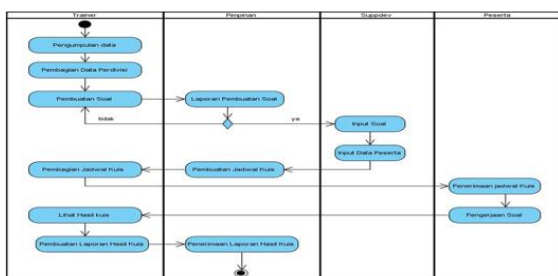 Trainer Pimpinan Suppdev Peserta
Pengumpulan data
Pembagian Data Perdivisi
Pembuatan Soal Laporan Pembuatan Soal
tidak ya Input Soal
Input Data Peserta
Pembagian Jadwal Kuis Pembuatan Jadwal Kuis
Penerimaan jadwal Kuis
Lihat Hasil kuis Pengerjaan Soal
Pembuatan Laporan Hasil Kuis Penerimaan Laporan Hasil Kuis